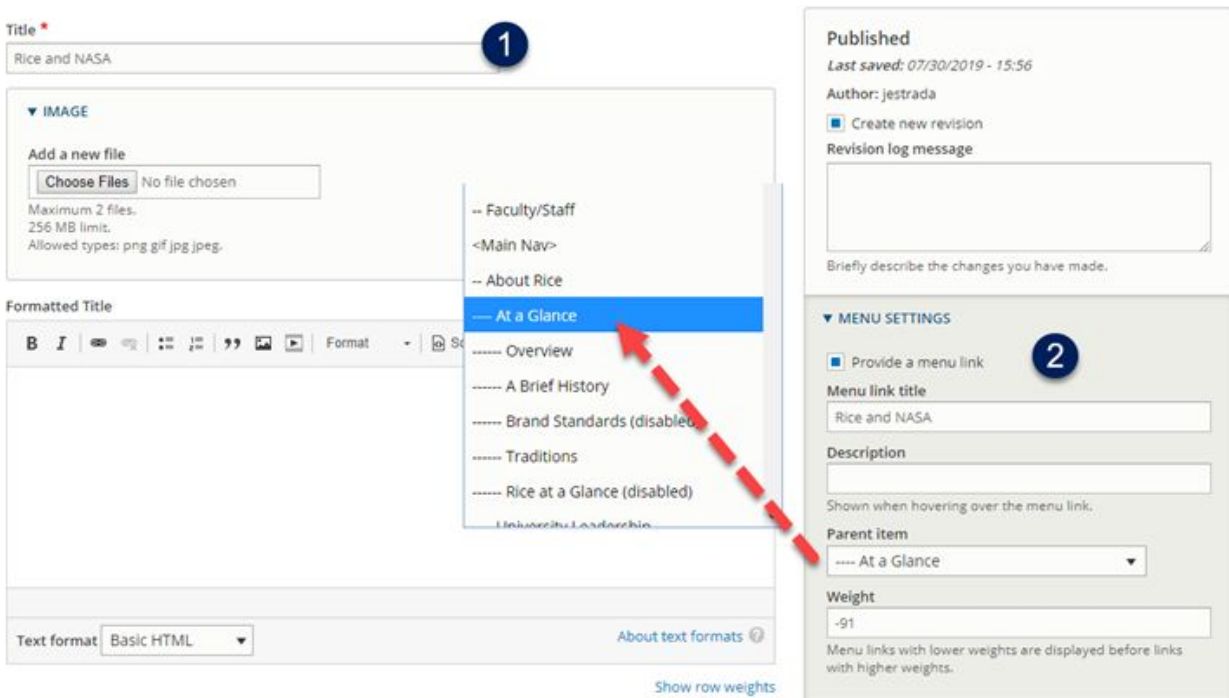 Title *
1
Rice and NASA
IMAGE
Add a new file
Choose Files No file chosen
Maximum 2 files.
256 MB limit.
Allowed types: png gif jpg jpeg.
Formatted Title
B I Format
Text format Basic HTML
About text formats
Show row weights
-- Faculty/Staff
<Main Nav>
-- About Rice
---- At a Glance
------ Overview
------ A Brief History
------ Brand Standards (disabled)
------ Traditions
------ Rice at a Glance (disabled)
University Leadership
Published
Last saved: 07/30/2019 - 15:56
Author: jestrada
Create new revision
Revision log message
Briefly describe the changes you have made.
MENU SETTINGS
Provide a menu link
2
Menu link title
Rice and NASA
Description
Shown when hovering over the menu link.
Parent item
---- At a Glance
Weight
-91
Menu links with lower weights are displayed before links
with higher weights.